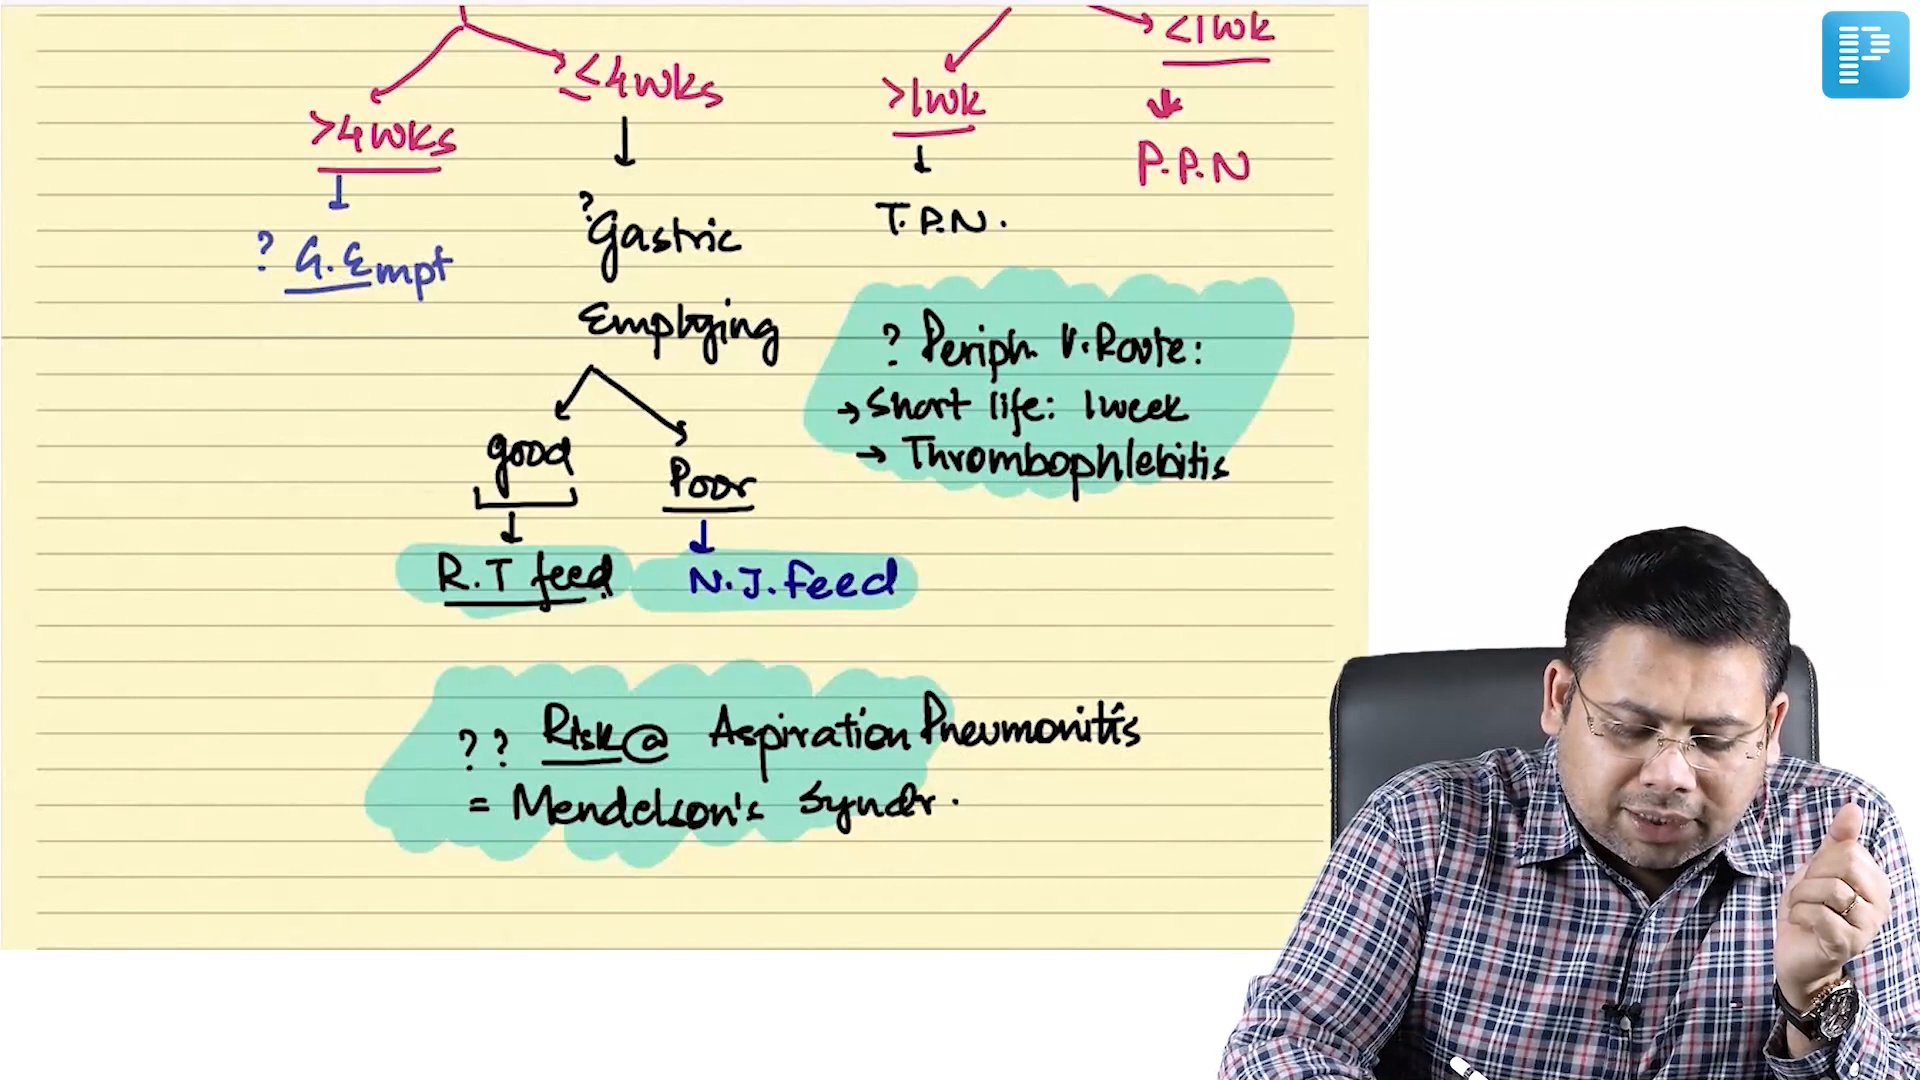 <1wk
≤4wks
>1wk
>4wks
P.P.N
T.P.N.
?
Gastric
? G.Empt
Emptying
? Periph. V. Route:
→ Short life: 1week
→ Thrombophlebitis
good
Poor
R.T feed
N.J. feed
?? Risk @ Aspiration Pneumonitis
= Mendelson's Syndr.
P